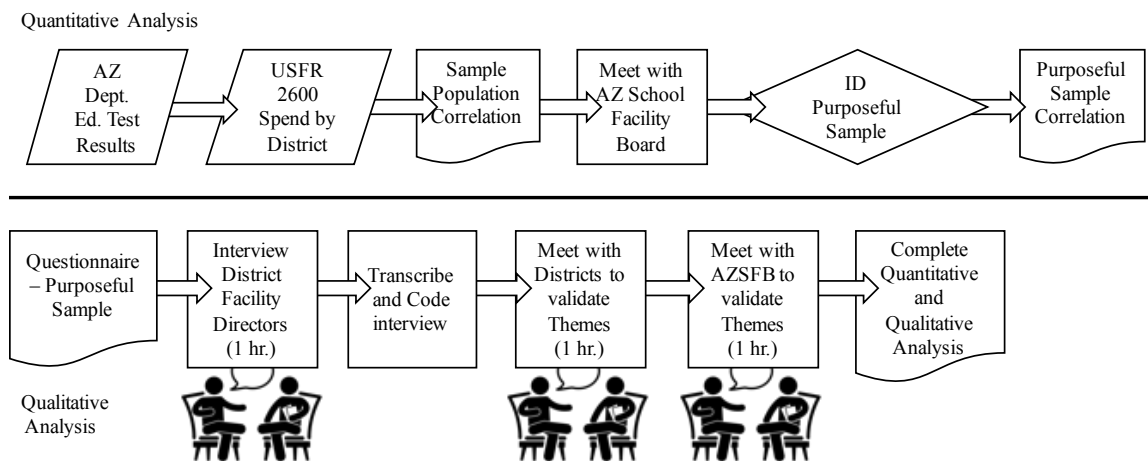 Quantitative Analysis
AZ
Dept.
Ed. Test
Results
USFR
2600
Spend by
District
Sample
Population
Correlation
Meet with
AZ School
Facility
Board
ID
Purposeful
Sample
Purposeful
Sample
Correlation
Questionnaire
– Purposeful
Sample
Interview
District
Facility
Directors
(1 hr.)
Transcribe
and Code
interview
Meet with
Districts to
validate
Themes
(1 hr.)
Meet with
AZSFB to
validate
Themes
(1 hr.)
Complete
Quantitative
and
Qualitative
Analysis
Qualitative
Analysis